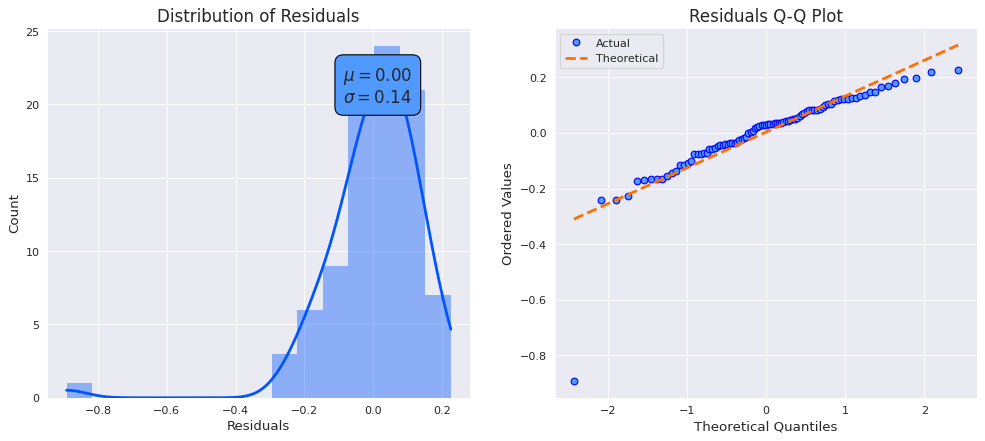 Distribution of Residuals
μ = 0.00
σ = 0.14
25
20
15
10
5
0
Count
−0.8 −0.6 −0.4 −0.2 0.0 0.2
Residuals
Residuals Q-Q Plot
Actual
Theoretical
0.2
0.0
−0.2
−0.4
−0.6
−0.8
Ordered Values
−2 −1 0 1 2
Theoretical Quantiles